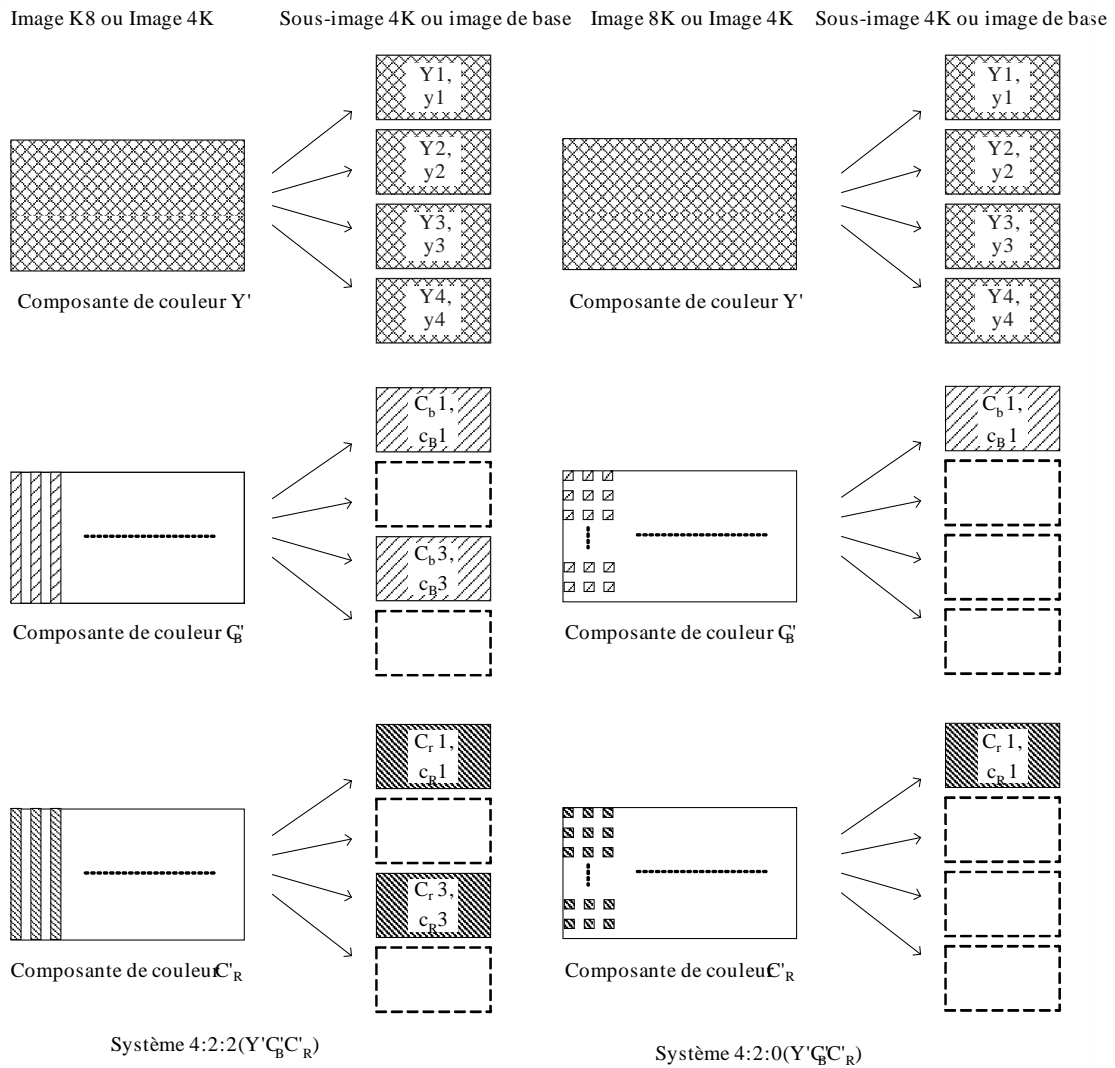 Image K8 ou Image 4K
Sous-image 4K ou image de base
Image 8K ou Image 4K
Sous-image 4K ou image de base
Y1,
y1
Y2,
y2
Y3,
y3
Y4,
y4
Composante de couleur Y'
Y1,
y1
Y2,
y2
Y3,
y3
Y4,
y4
Composante de couleur Y'
Cb1,
cB1
Cb3,
cB3
Composante de couleur C'B
Cb1,
cB1
Composante de couleur C'B
Cr1,
cR1
Cr3,
cR3
Composante de couleur C'R
Cr1,
cR1
Composante de couleur C'R
Système 4:2:2(Y'C'BC'R)
Système 4:2:0(Y'C'BC'R)